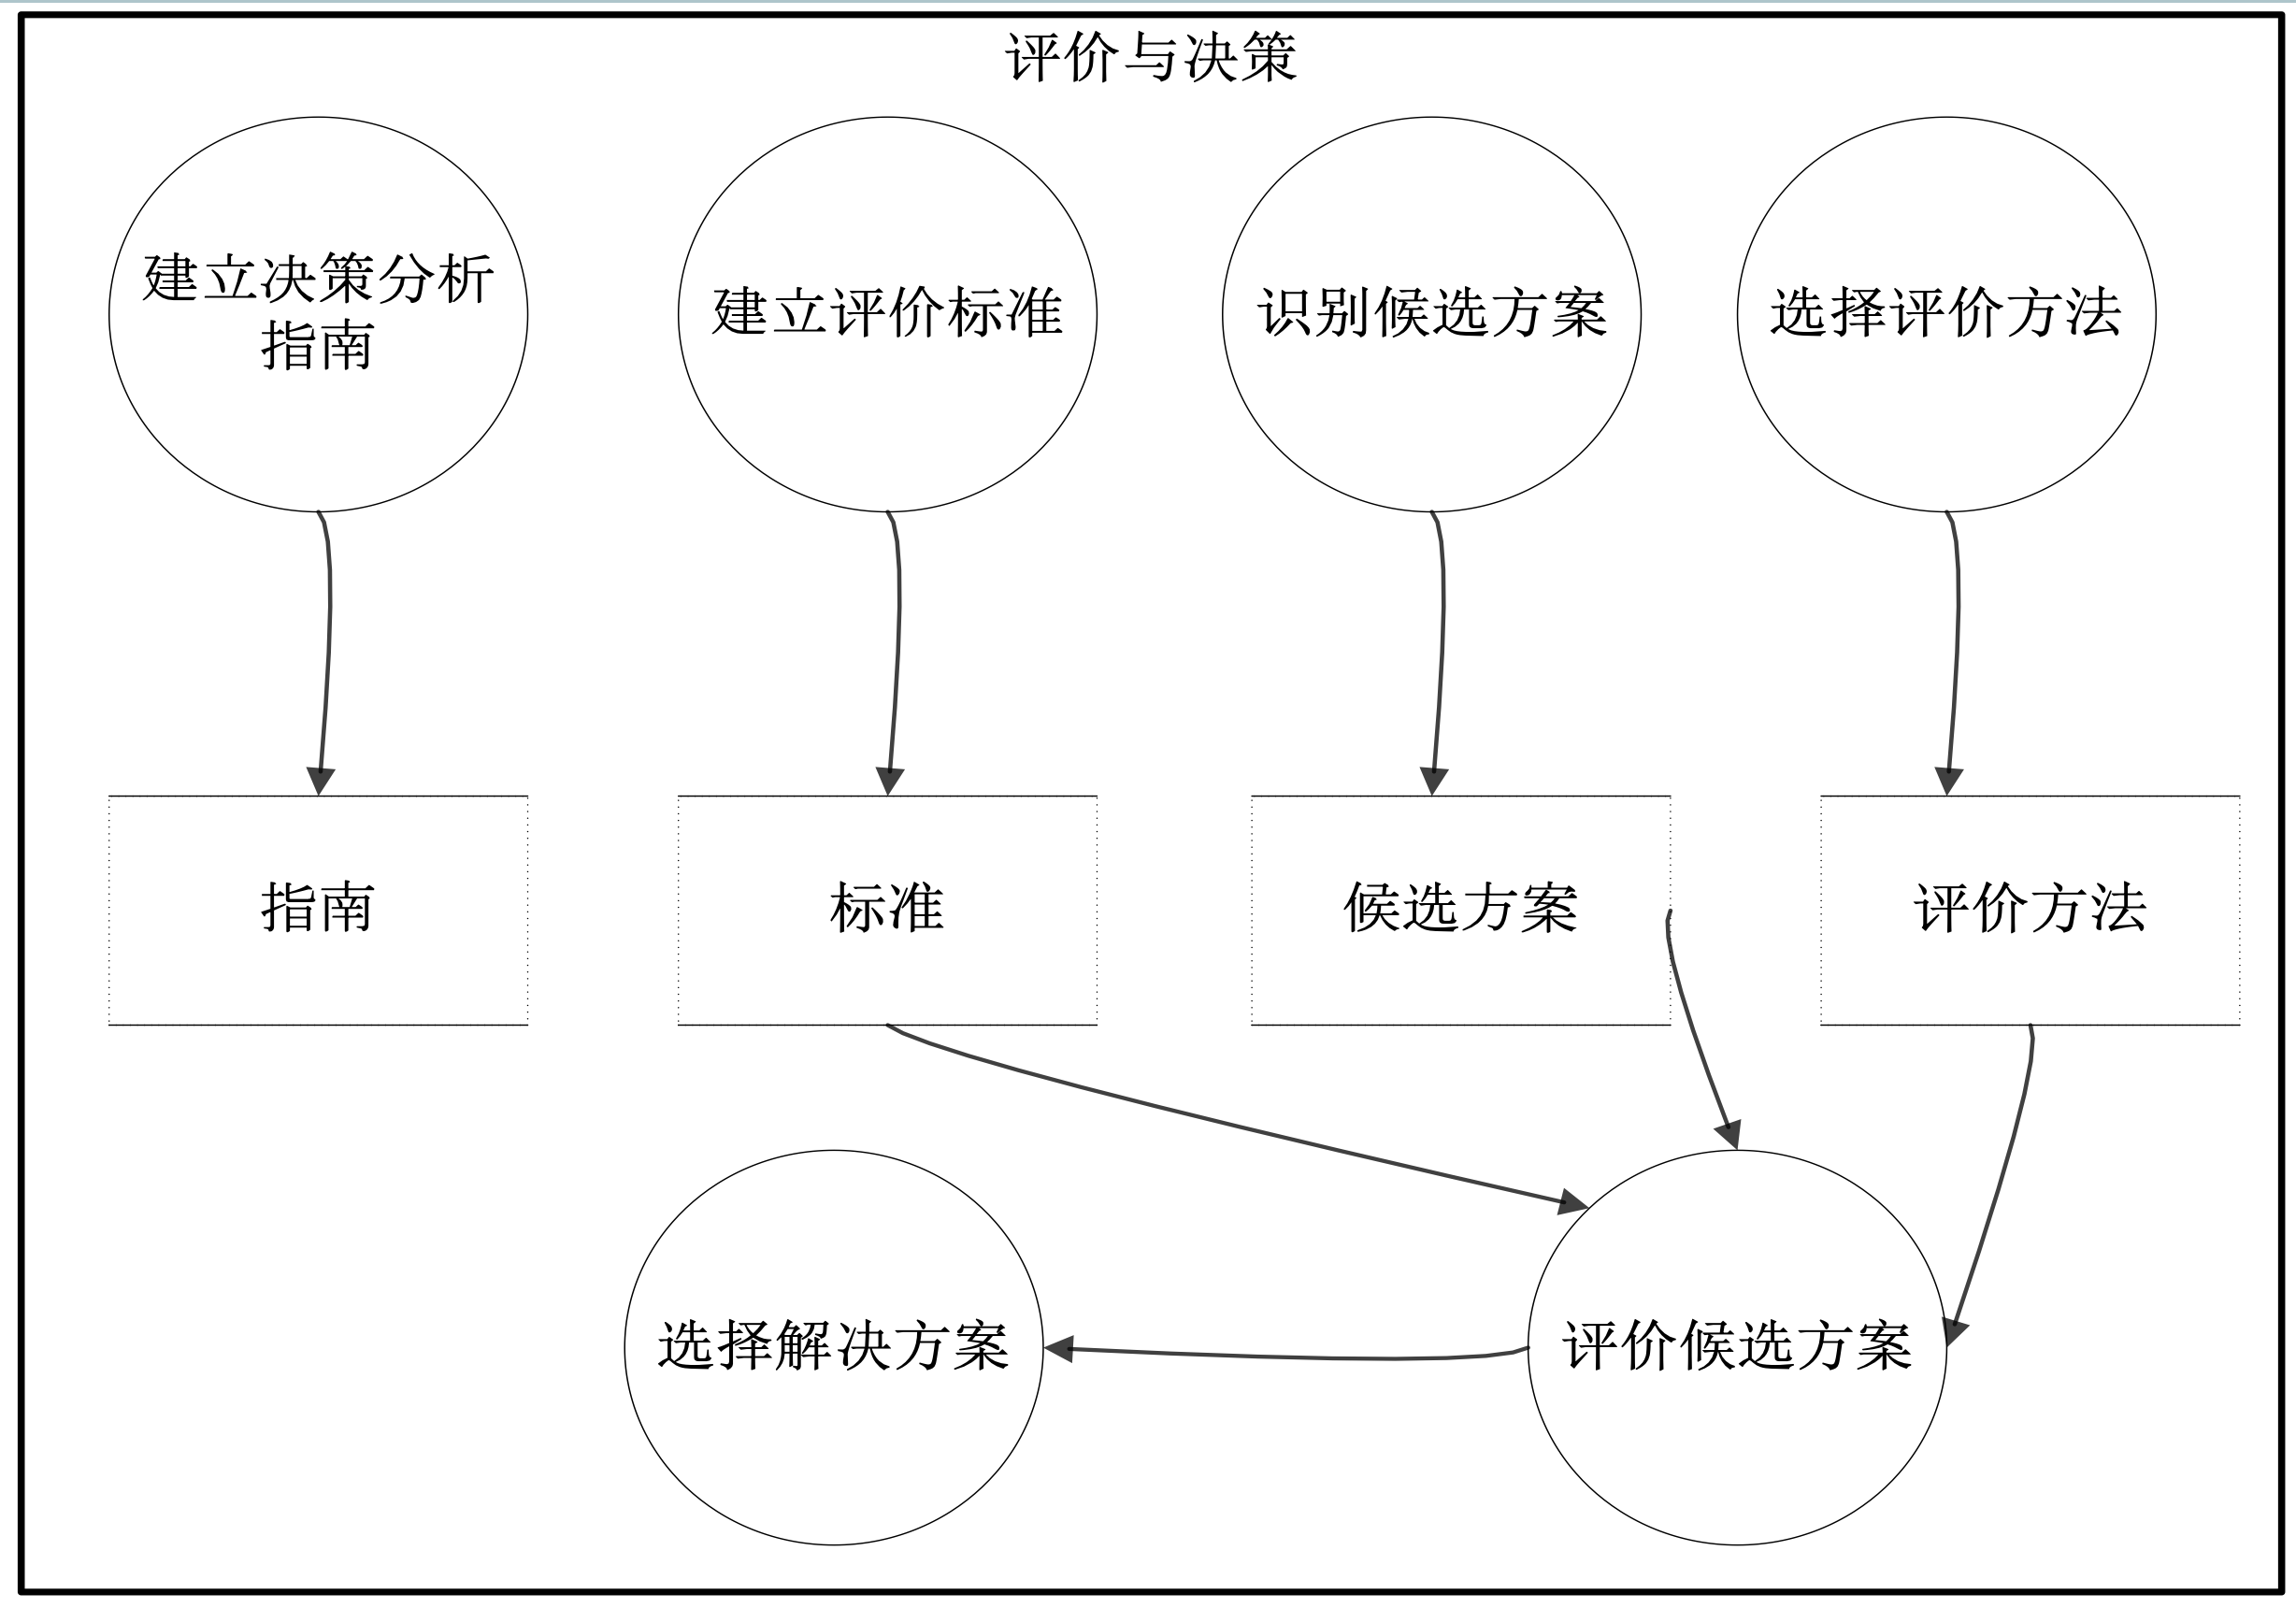 评价与决策
建立决策分析
指南
建立评价标准
识别候选方案
选择评价方法
指南
标准
候选方案
评价方法
选择解决方案
评价候选方案